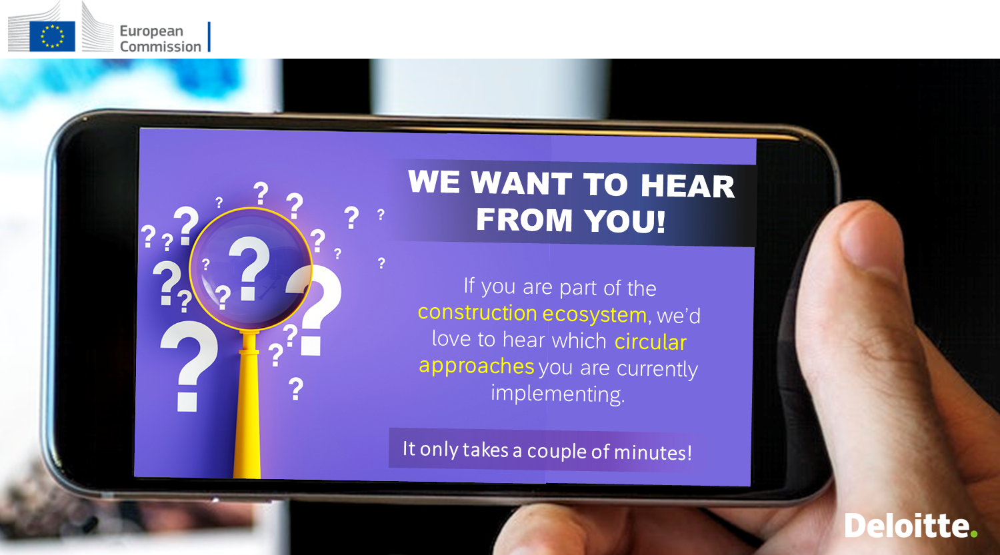 European
Commission
WE WANT TO HEAR
FROM YOU!
If you are part of the
construction ecosystem, we’d
love to hear which circular
approaches you are currently
implementing.
It only takes a couple of minutes!
Deloitte.